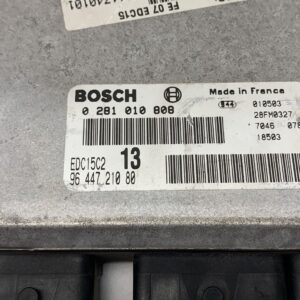 FE 07 EDC15
BOSCH
Made in France
0 281 010 808
010503
28FM0327
7046 078
18503
EDC15C2 13
96 447 210 80